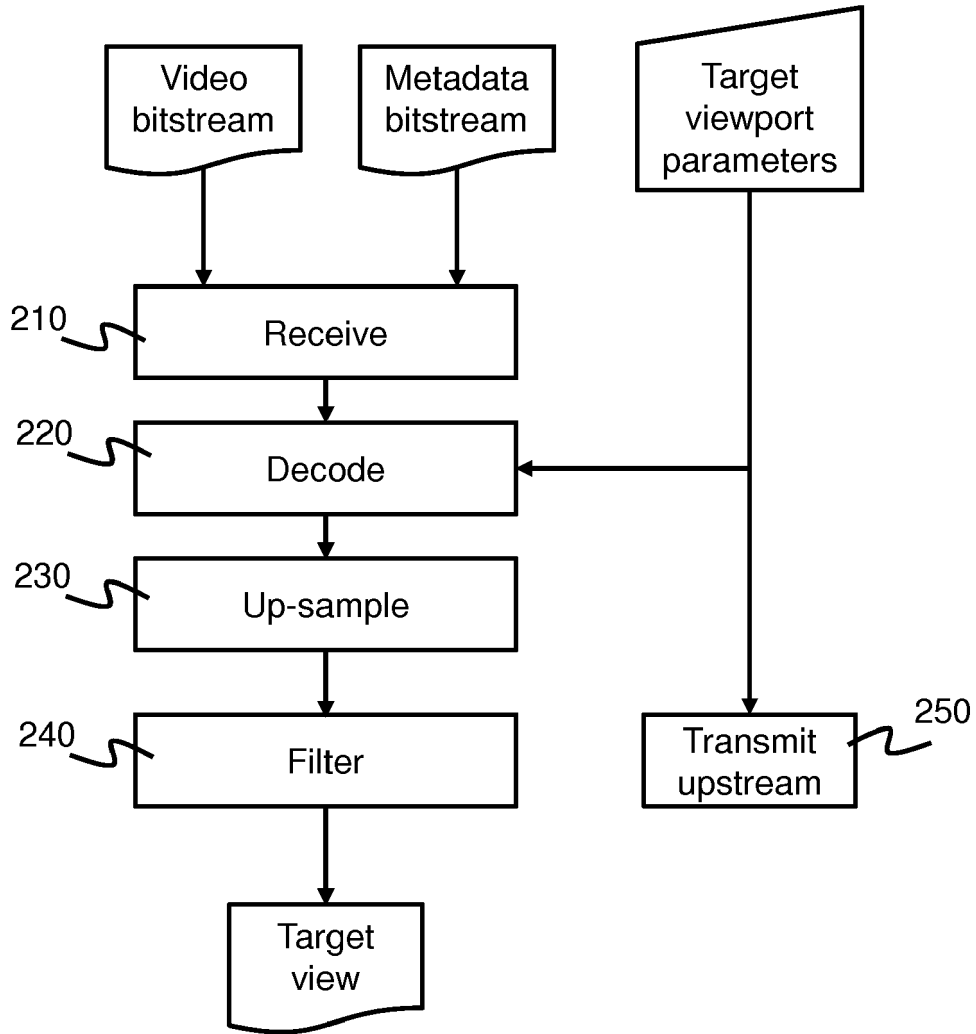 Video
bitstream
Metadata
bitstream
Target
viewport
parameters
210
Receive
220
Decode
230
Up-sample
240
Filter
250
Transmit
upstream
Target
view